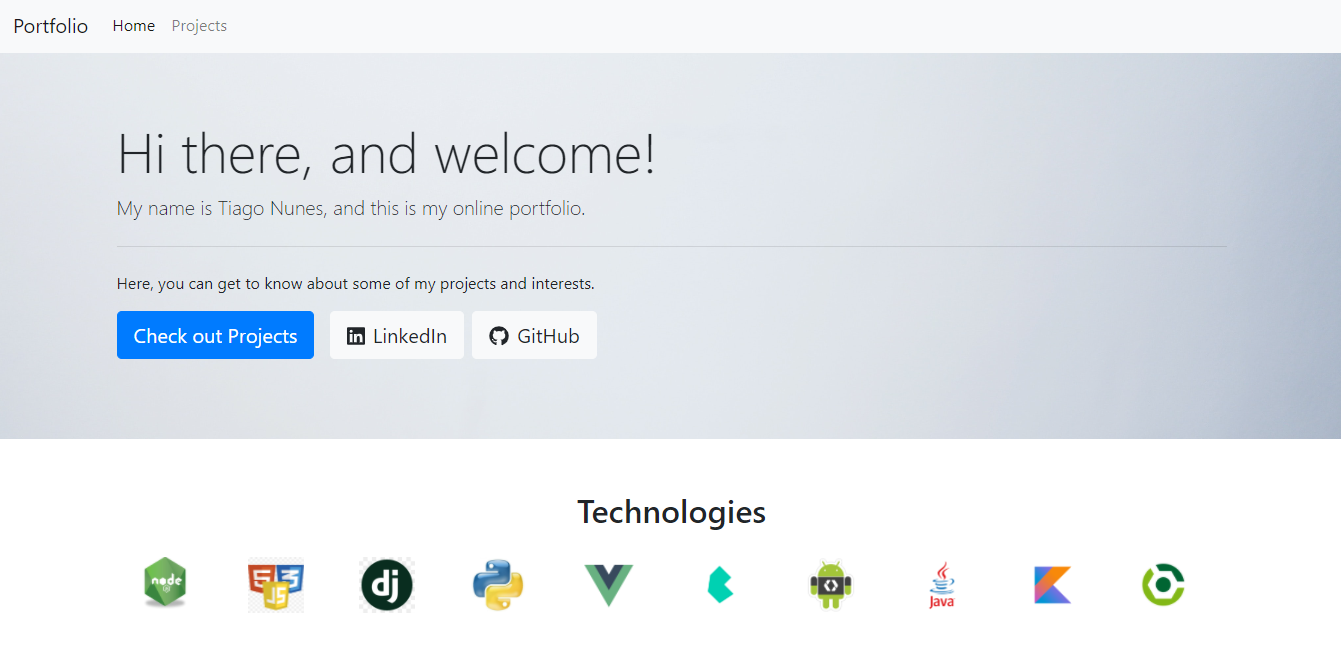 Portfolio Home Projects
Hi there, and welcome!
My name is Tiago Nunes, and this is my online portfolio.
Here, you can get to know about some of my projects and interests.
Check out Projects in LinkedIn GitHub
Technologies
node JS 5 3 JS dj Java